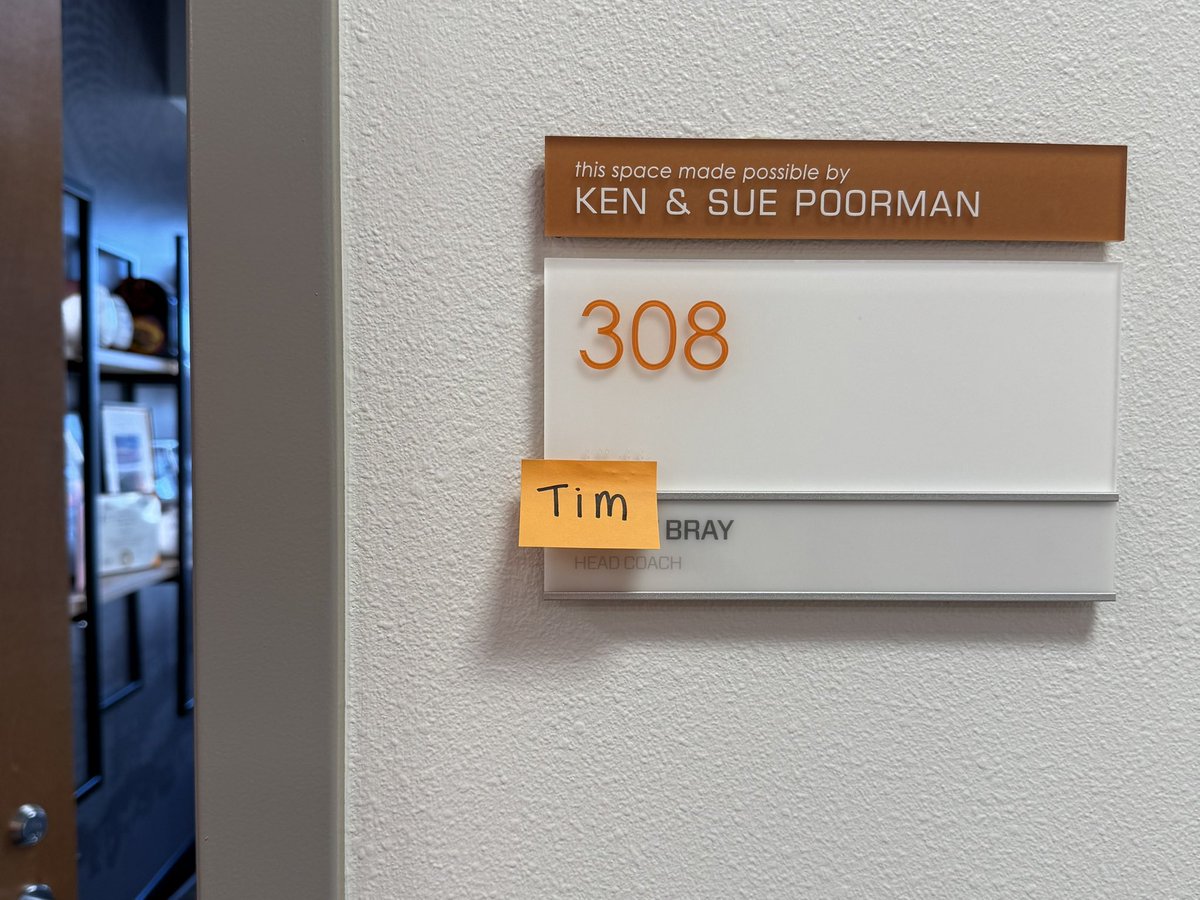 this space made possible by
KEN & SUE POORMAN
308
Tim
BRAY
HEAD COACH